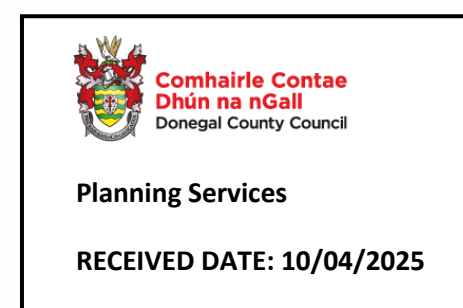 Comhairle Contae
Dhún na nGall
Donegal County Council
Planning Services
RECEIVED DATE: 10/04/2025